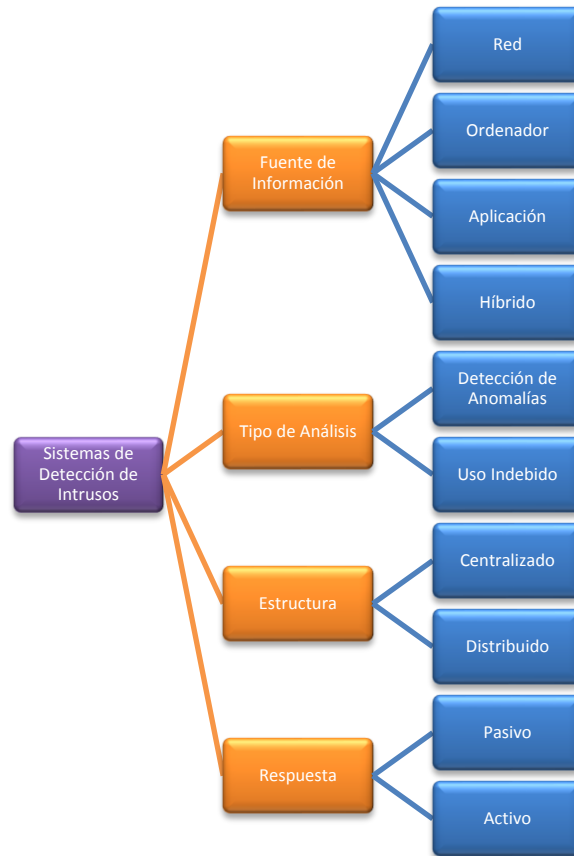 Sistemas de
Detección de
Intrusos
Fuente de
Información
Red
Ordenador
Aplicación
Híbrido
Tipo de Análisis
Detección de
Anomalías
Uso Indebido
Estructura
Centralizado
Distribuido
Respuesta
Pasivo
Activo